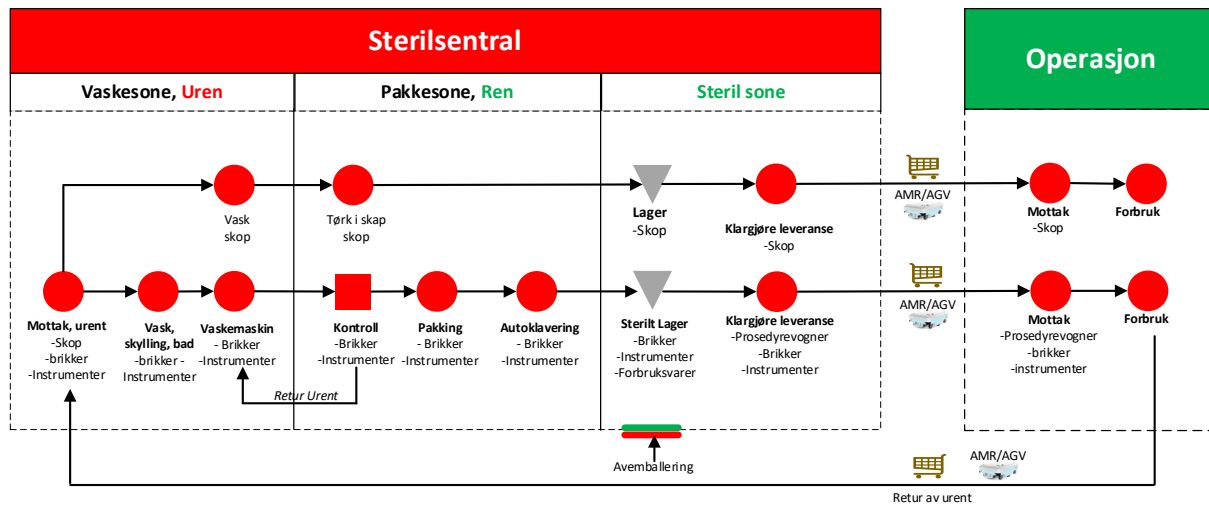 Sterilsentral
Operasjon
Vaskesone, Uren
Pakkesone, Ren
Steril sone
Vask
skop
Tørk i skap
skop
Lager
-Skop
Klargjøre leveranse
-Skop
AMR/AGV
Mottak
-Skop
Forbruk
Mottak, urent
-Skop
-brikker
-Instrumenter
Vask,
skylling, bad
-brikker -
Instrumenter
Vaskemaskin
- Brikker
-Instrumenter
Kontroll
-Brikker
-Instrumenter
Pakking
- Brikker
-Instrumenter
Autoklavering
- Brikker
-Instrumenter
Sterilt Lager
-Brikker
-Instrumenter
-Forbruksvarer
Klargjøre leveranse
-Prosedyrevogner
-Brikker
-Instrumenter
AMR/AGV
Mottak
-Prosedyrevogner
-brikker
-instrumenter
Forbruk
Retur Urent
Avemballering
AMR/AGV
Retur av urent